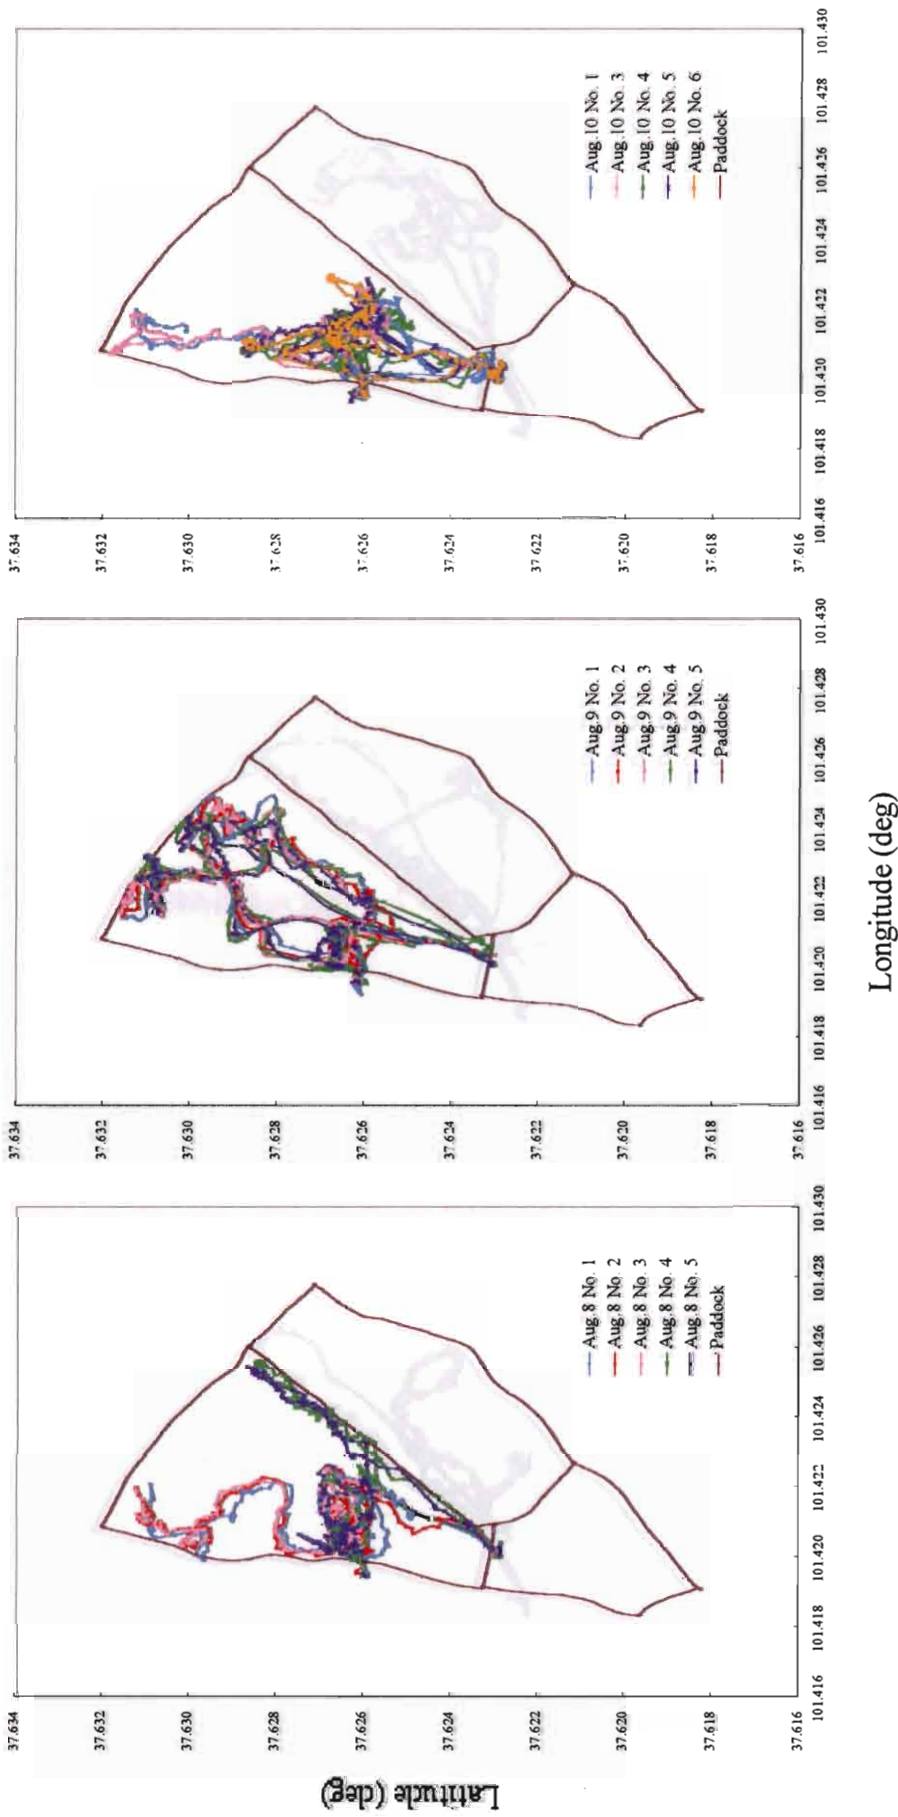 Latitude (deg)
37.634
37.632
37.630
37.628
37.626
37.624
37.622
37.620
37.618
37.616
101.416 101.418 101.420 101.422 101.424 101.426 101.428 101.430
Aug.8 No. 1
Aug.8 No. 2
Aug.8 No. 3
Aug.8 No. 4
Aug.8 No. 5
Paddock
37.634
37.632
37.630
37.628
37.626
37.624
37.622
37.620
37.618
37.616
101.416 101.418 101.420 101.422 101.424 101.426 101.428 101.430
Aug.9 No. 1
Aug.9 No. 2
Aug.9 No. 3
Aug.9 No. 4
Aug.9 No. 5
Paddock
37.634
37.632
37.630
37.628
37.626
37.624
37.622
37.620
37.618
37.616
101.416 101.418 101.420 101.422 101.424 101.426 101.428 101.430
Aug.10 No. 1
Aug.10 No. 3
Aug.10 No. 4
Aug.10 No. 5
Aug.10 No. 6
Paddock
Longitude (deg)